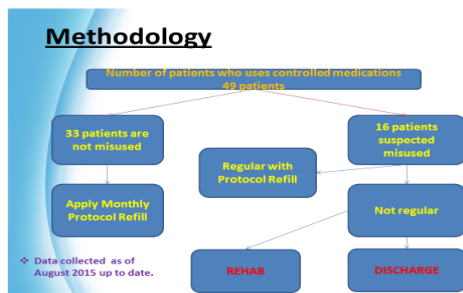 Methodology
Number of patients who uses controlled medications
49 patients
33 patients are
not misused
16 patients
suspected
misused
Regular with
Protocol Refill
Apply Monthly
Protocol Refill
Not regular
Data collected as of
August 2015 up to date.
REHAB
DISCHARGE